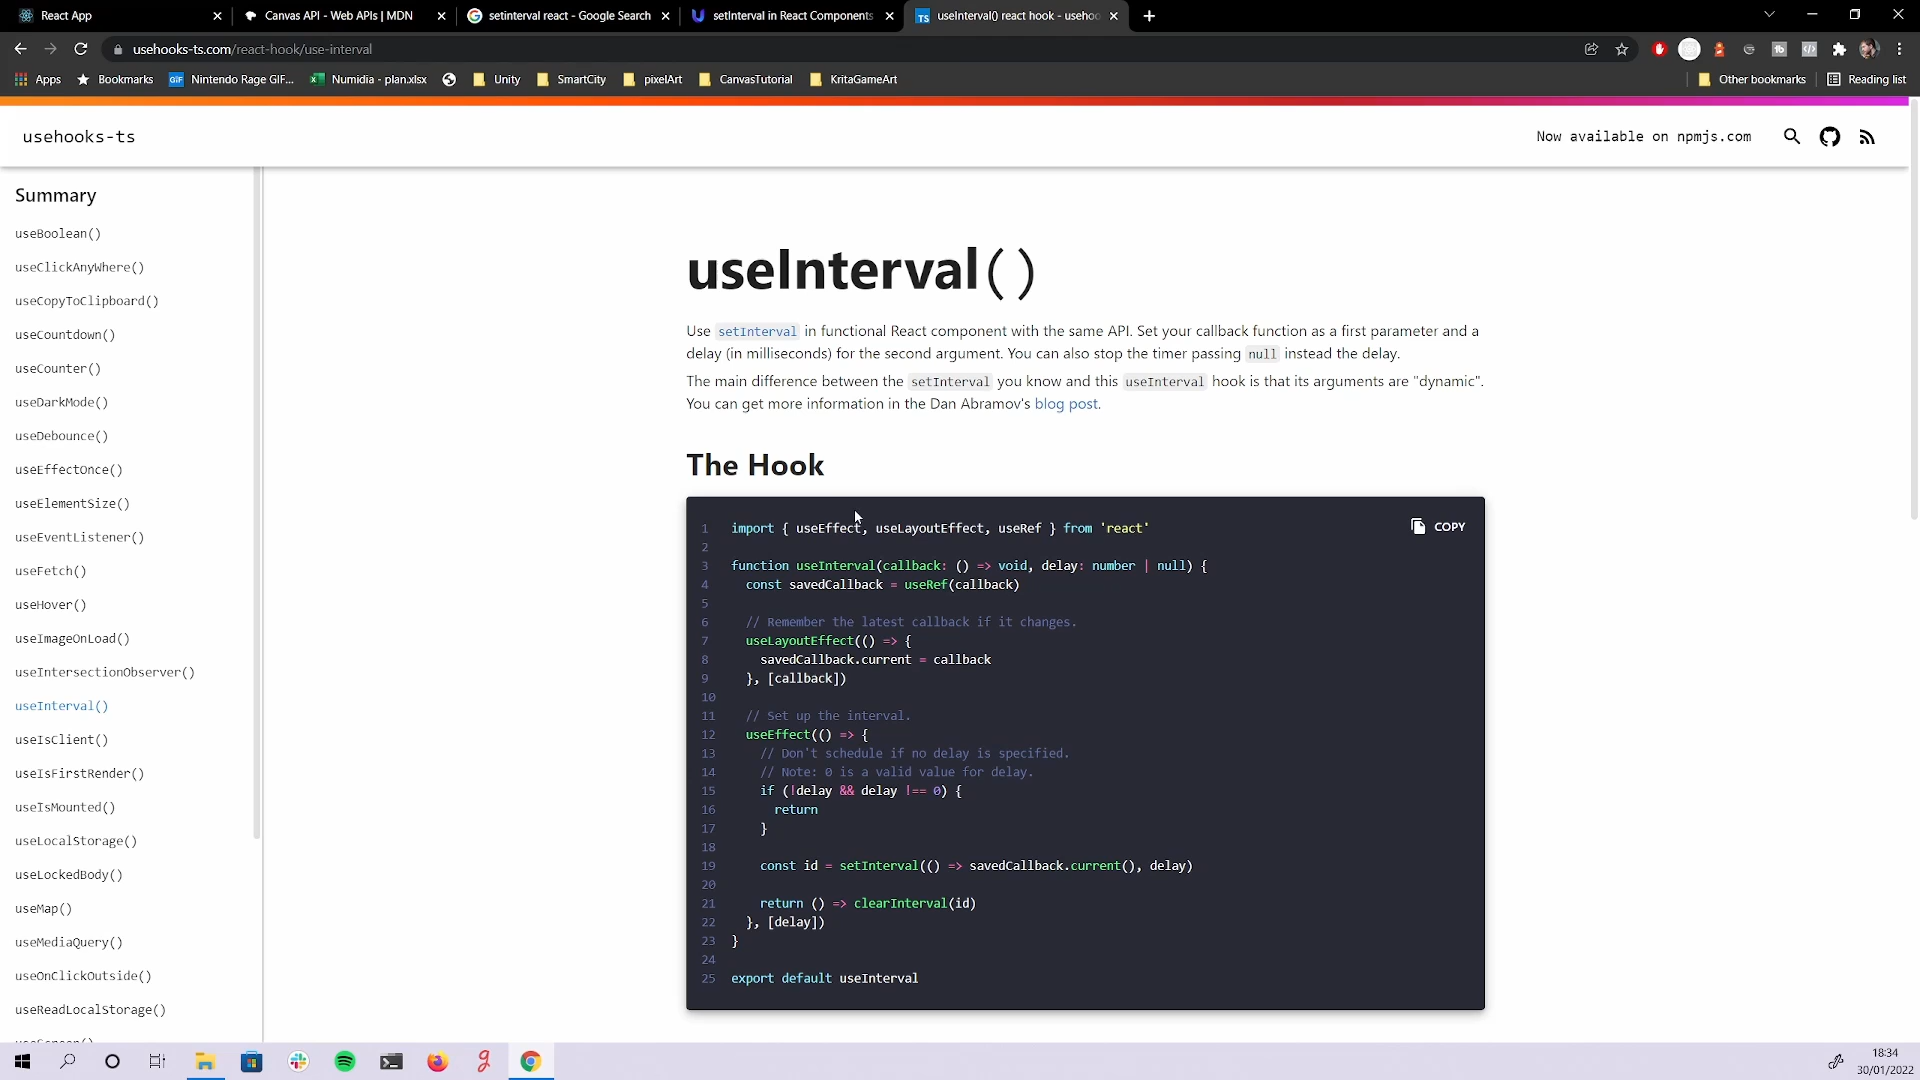 React App
Canvas API - Web APIs | MDN
setinterval react - Google Search
setInterval in React Components
useInterval() react hook - usehoo
usehooks-ts.com/react-hook/use-interval
Apps
Bookmarks
Nintendo Rage GIF...
Numidia - plan.xlsx
Unity
SmartCity
pixelArt
CanvasTutorial
KritaGameArt
Other bookmarks
Reading list
usehooks-ts
Now available on npmjs.com
Summary
useBoolean()
useClickAnyWhere()
useCopyToClipboard()
useCountdown()
useCounter()
useDarkMode()
useDebounce()
useEffectOnce()
useElementSize()
useEventListener()
useFetch()
useHover()
useImageOnLoad()
useIntersectionObserver()
useInterval()
useIsClient()
useIsFirstRender()
useIsMounted()
useLocalStorage()
useLockedBody()
useMap()
useMediaQuery()
useOnClickOutside()
useReadLocalStorage()
useInterval()
Use setInterval in functional React component with the same API. Set your callback function as a first parameter and a
delay (in milliseconds) for the second argument. You can also stop the timer passing null instead the delay.
The main difference between the setInterval you know and this useInterval hook is that its arguments are "dynamic".
You can get more information in the Dan Abramov's blog post.
The Hook
COPY
1 import { useEffect, useLayoutEffect, useRef } from 'react'
2
3 function useInterval(callback: () => void, delay: number | null) {
4 const savedCallback = useRef(callback)
5
6 // Remember the latest callback if it changes.
7 useLayoutEffect(() => {
8 savedCallback.current = callback
9 }, [callback])
10
11 // Set up the interval.
12 useEffect(() => {
13 // Don't schedule if no delay is specified.
14 // Note: 0 is a valid value for delay.
15 if (!delay && delay !== 0) {
16 return
17 }
18
19 const id = setInterval(() => savedCallback.current(), delay)
20
21 return () => clearInterval(id)
22 }, [delay])
23 }
24
25 export default useInterval
18:34
30/01/2022